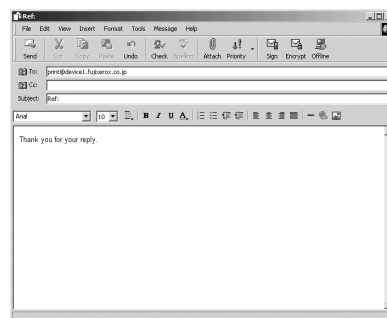 Ref:
File Edit View Insert Format Tools Message Help
Send Cut Copy Paste Undo Check Spelling Attach Priority Sign Encrypt Offline
To: print@device1.fujixerox.co.jp
Cc:
Subject: Ref:
Arial 10 B I U A
Thank you for your reply.